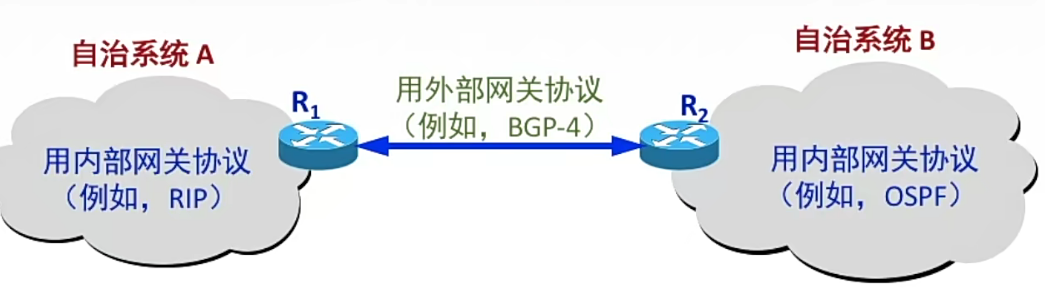 自治系统 A
自治系统 B
R1
用外部网关协议
（例如，BGP-4）
R2
用内部网关协议
（例如，RIP）
用内部网关协议
（例如，OSPF）